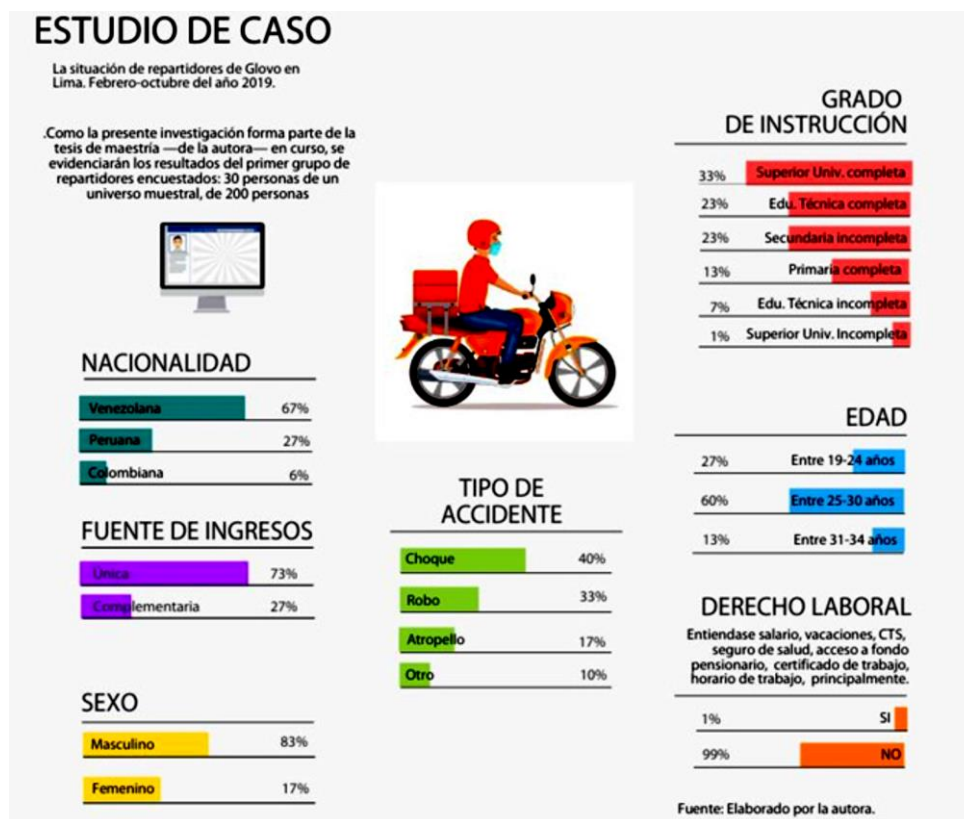 ESTUDIO DE CASO
La situación de repartidores de Glovo en
Lima. Febrero-octubre del año 2019.
.Como la presente investigación forma parte de la
tesis de maestría —de la autora— en curso, se
evidenciarán los resultados del primer grupo de
repartidores encuestados: 30 personas de un
universo muestral, de 200 personas
NACIONALIDAD
Venezolana 67%
Peruana 27%
Colombiana 6%
FUENTE DE INGRESOS
Única 73%
Complementaria 27%
SEXO
Masculino 83%
Femenino 17%
TIPO DE
ACCIDENTE
Choque 40%
Robo 33%
Atropello 17%
Otro 10%
GRADO
DE INSTRUCCIÓN
33% Superior Univ. completa
23% Edu. Técnica completa
23% Secundaria incompleta
13% Primaria completa
7% Edu. Técnica incompleta
1% Superior Univ. Incompleta
EDAD
27% Entre 19-24 años
60% Entre 25-30 años
13% Entre 31-34 años
DERECHO LABORAL
Entiendase salario, vacaciones, CTS,
seguro de salud, acceso a fondo
pensionario, certificado de trabajo,
horario de trabajo, principalmente.
1% SI
99% NO
Fuente: Elaborado por la autora.